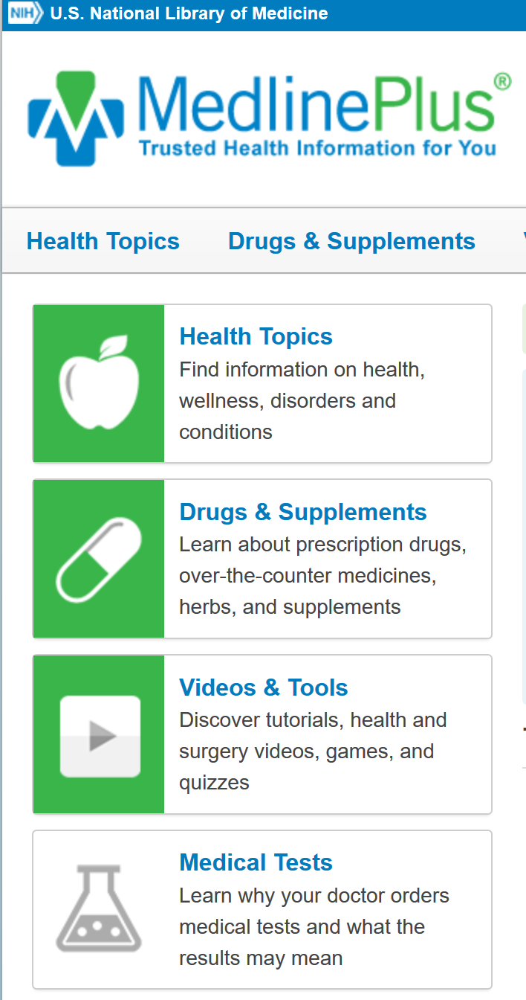 NIH U.S. National Library of Medicine
MedlinePlus®
Trusted Health Information for You
Health Topics Drugs & Supplements
Health Topics
Find information on health,
wellness, disorders and
conditions
Drugs & Supplements
Learn about prescription drugs,
over-the-counter medicines,
herbs, and supplements
Videos & Tools
Discover tutorials, health and
surgery videos, games, and
quizzes
Medical Tests
Learn why your doctor orders
medical tests and what the
results may mean